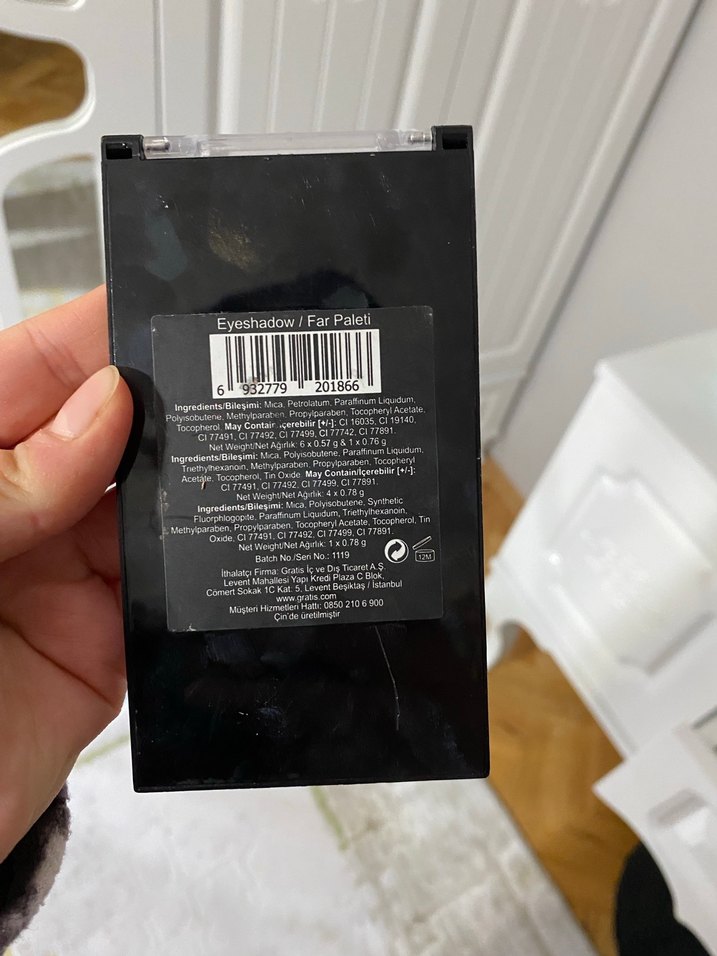 Eyeshadow / Far Paleti
6 932779 201866
Ingredients/Bileşimi: Mica, Petrolatum, Paraffinum Liquidum,
Polyisobutene, Methylparaben, Propylparaben, Tocopheryl Acetate,
Tocopherol. May Contain çerebilir [+/-]: CI 16035, CI 19140,
CI 77491, CI 77492, CI 77499, CI 77742, CI 77891.
Net Weight/Net Ağırlık: 6 x 0.57 g & 1 x 0.76 g
Ingredients/Bileşimi: Mica, Polyisobutene, Paraffinum Liquidum,
Triethylhexanoin, Methylparaben, Propylparaben, Tocopheryl
Acetate, Tocopherol, Tin Oxide. May Contain/İçerebilir [+/-]:
CI 77491, CI 77492, CI 77499, CI 77891.
Net Weight/Net Ağırlık: 4 x 0.78 g
Ingredients/Bileşimi: Mica, Polyisobutene, Synthetic
Fluorphlogopite, Paraffinum Liquidum, Triethylhexanoin,
Methylparaben, Propylparaben, Tocopheryl Acetate, Tocopherol, Tin
Oxide, CI 77491, CI 77492, CI 77499, CI 77891.
Net Weight/Net Ağırlık: 1 x 0.78 g
Batch No./Seri No.: 1119
12M
İthalatçı Firma: Gratis İç ve Dış Ticaret A.Ş.
Levent Mahallesi Yapı Kredi Plaza C Blok,
Cömert Sokak 1C Kat: 5, Levent Beşiktaş / İstanbul
www.gratis.com
Müşteri Hizmetleri Hattı: 0850 210 6 900
Çin'de üretilmiştir